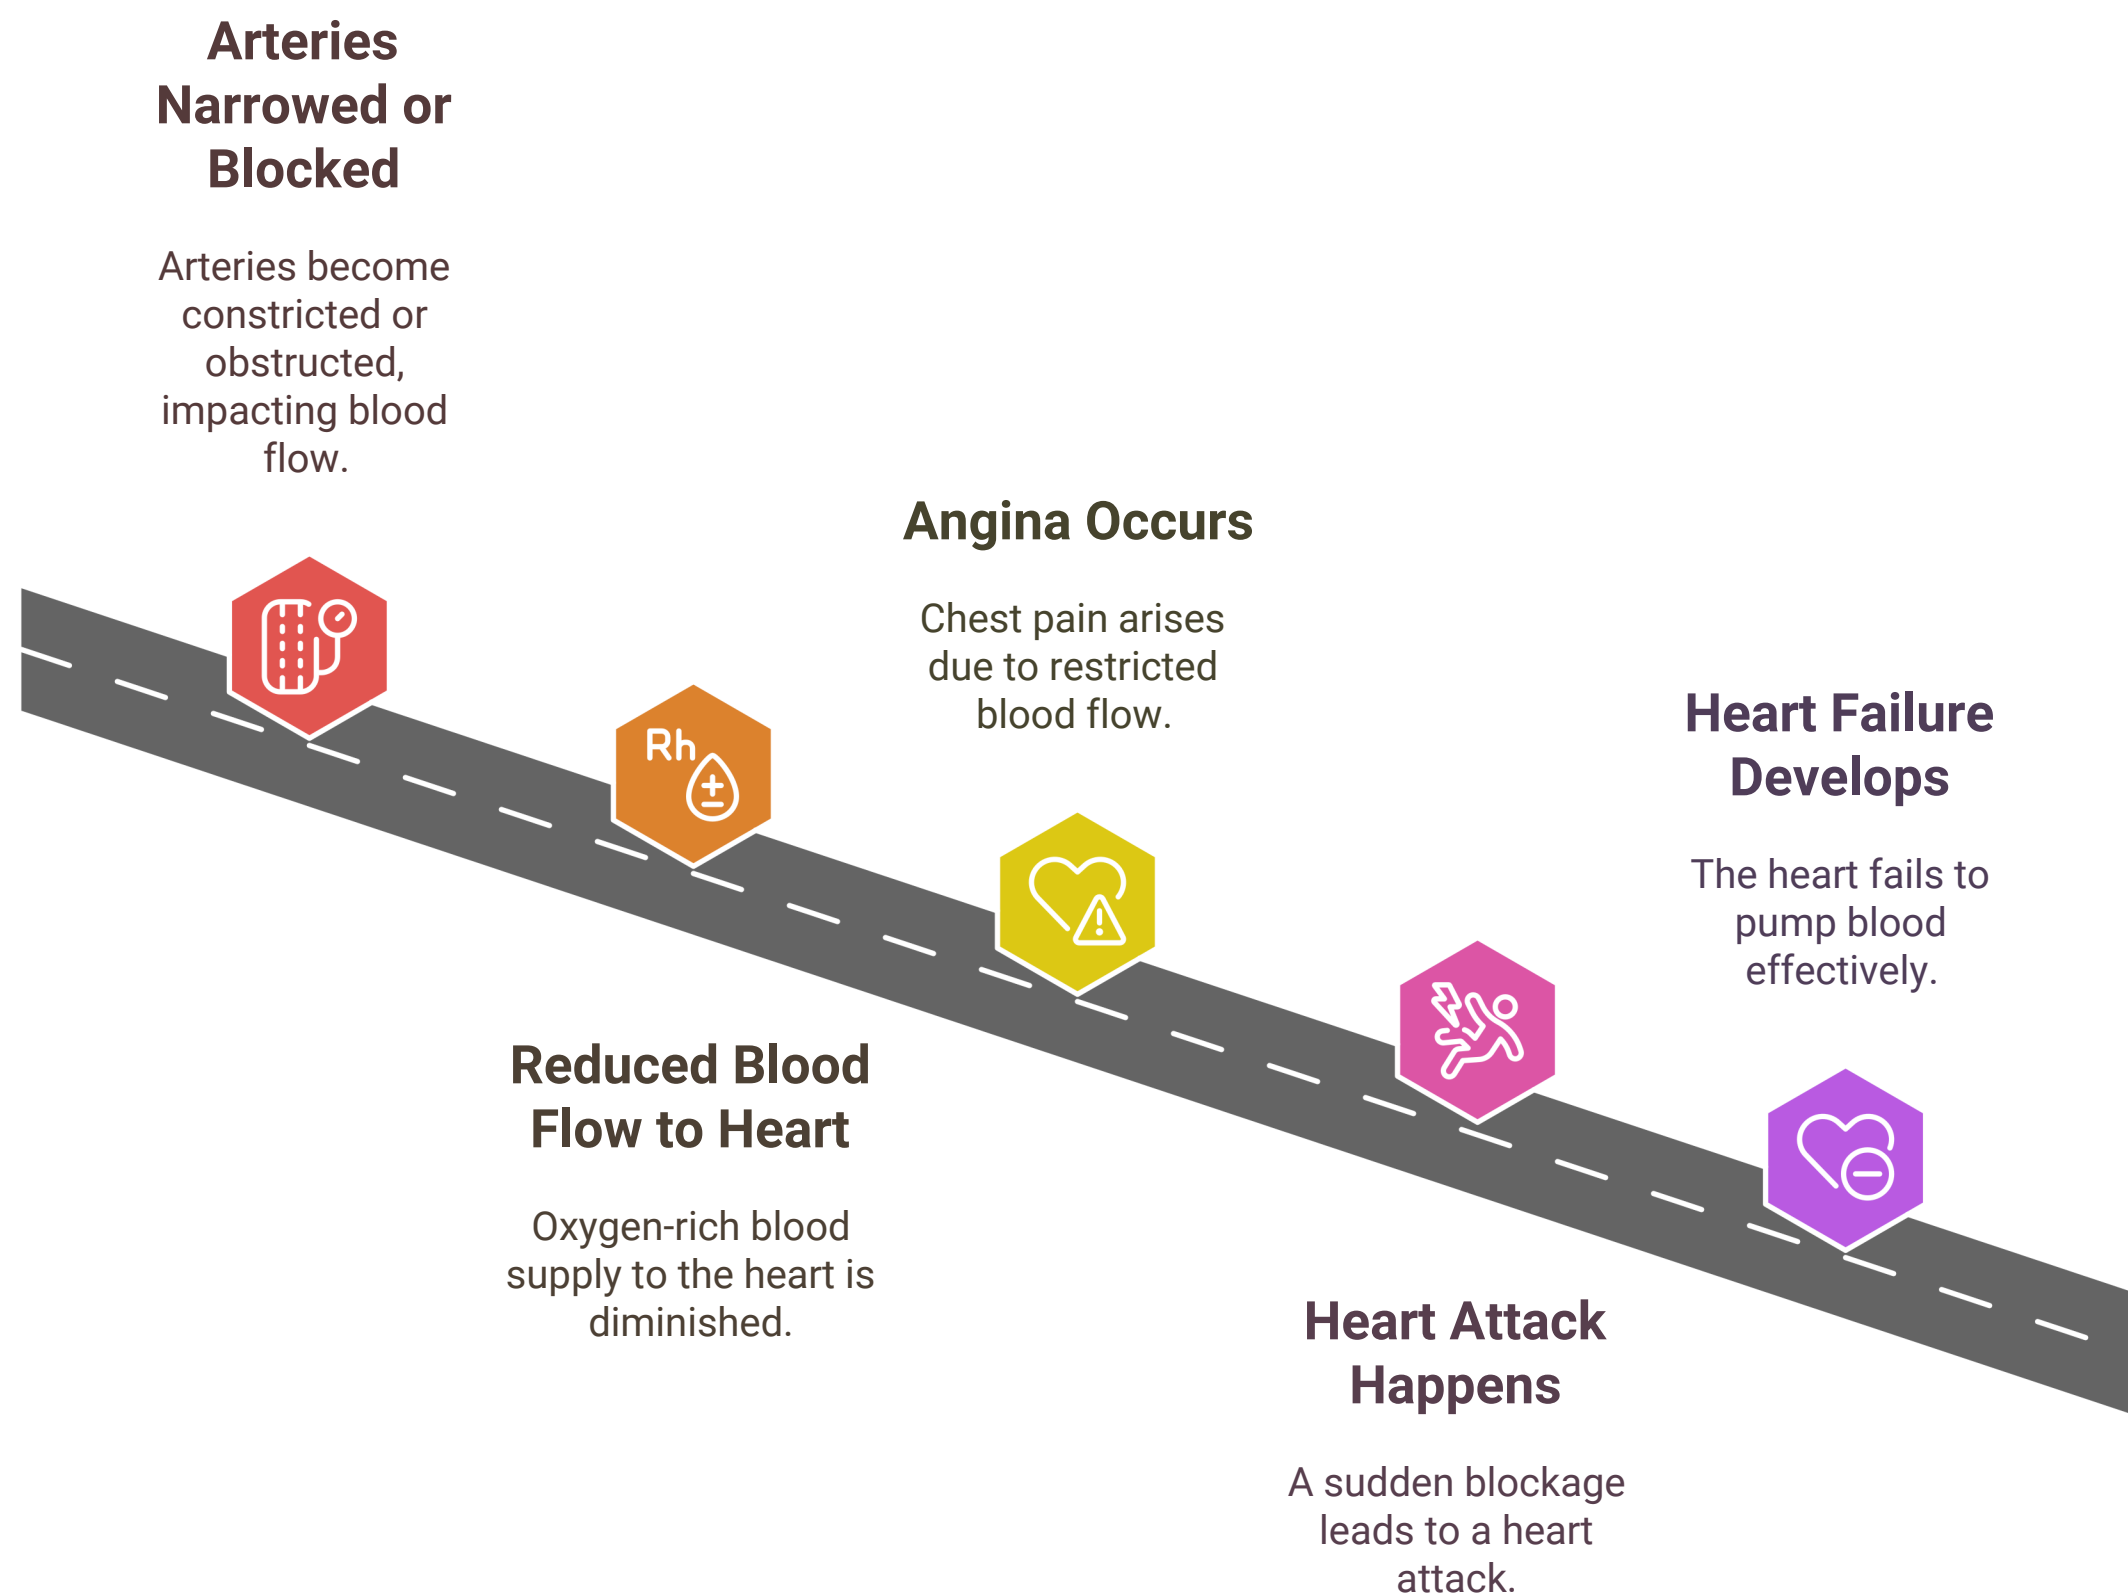 Arteries
Narrowed or
Blocked
Arteries become
constricted or
obstructed,
impacting blood
flow.
Rh
Reduced Blood
Flow to Heart
Oxygen-rich blood
supply to the heart is
diminished.
Angina Occurs
Chest pain arises
due to restricted
blood flow.
Heart Attack
Happens
A sudden blockage
leads to a heart
attack.
Heart Failure
Develops
The heart fails to
pump blood
effectively.